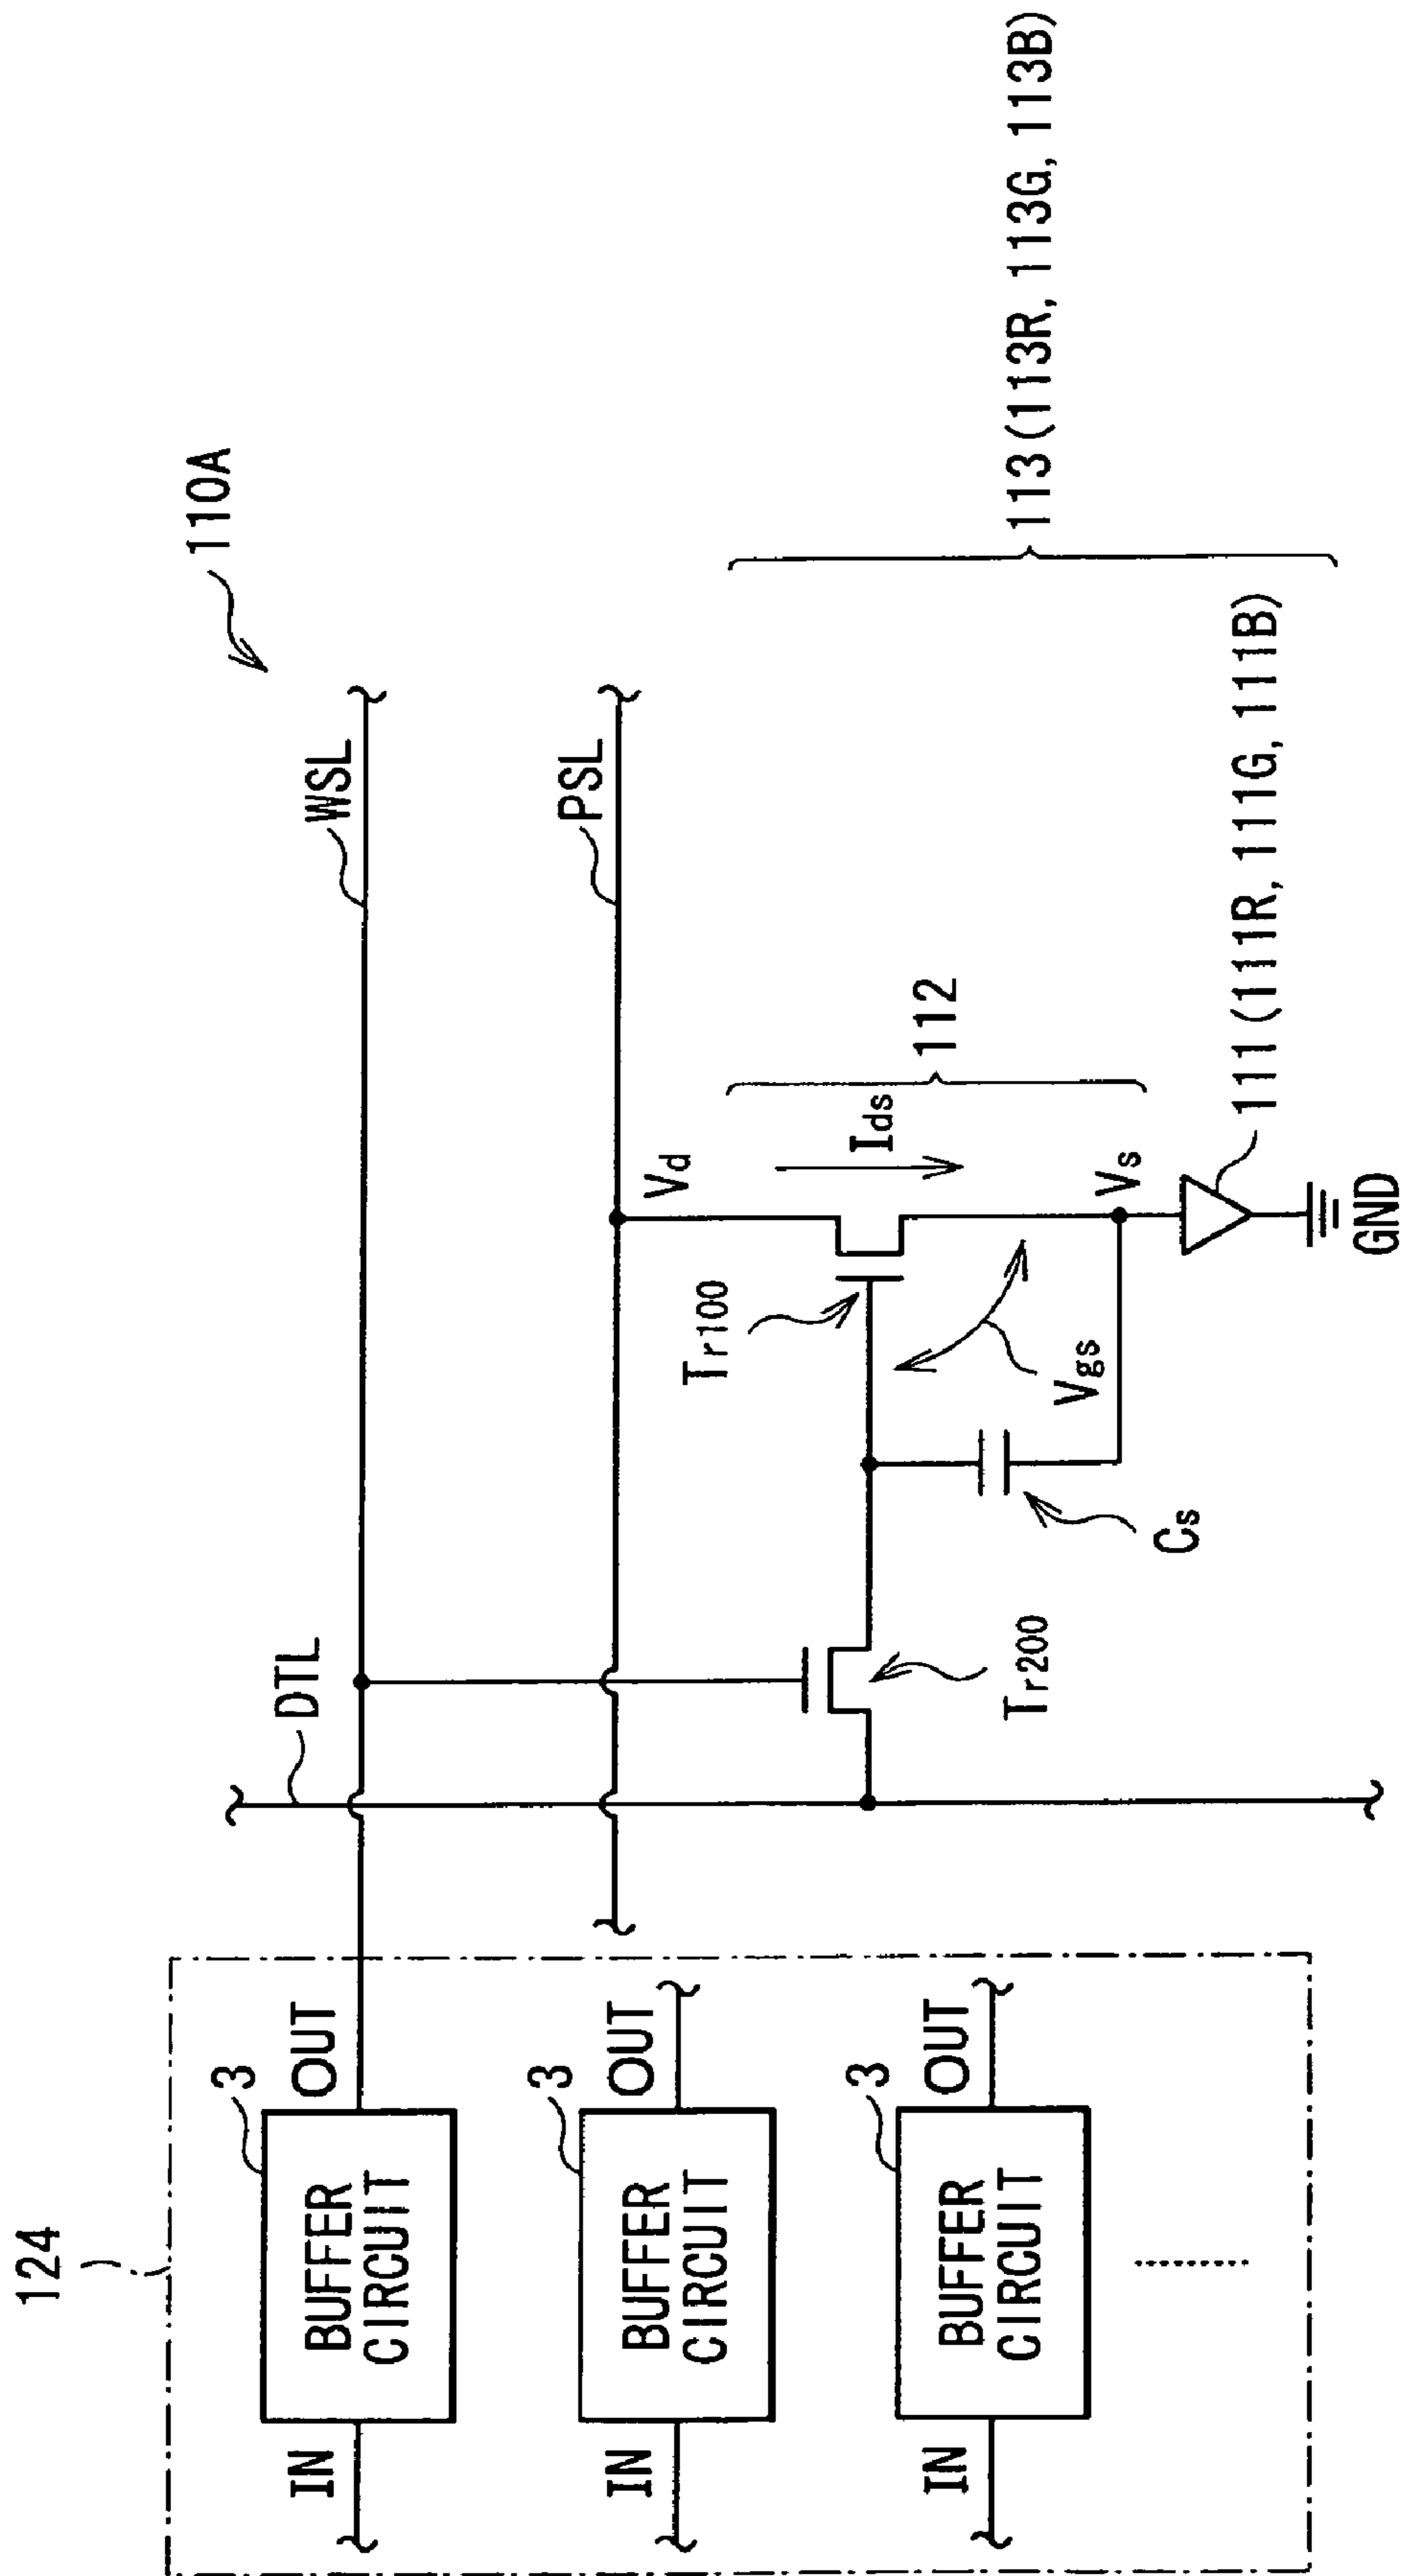 110A
124
DTL
WSL
3
IN
BUFFER
CIRCUIT
OUT
PSL
3
IN
BUFFER
CIRCUIT
OUT
Vd
Tr100
Ids
112
Vgs
Tr200
Cs
Vs
3
IN
BUFFER
CIRCUIT
OUT
113(113R, 113G, 113B)
111(111R, 111G, 111B)
GND